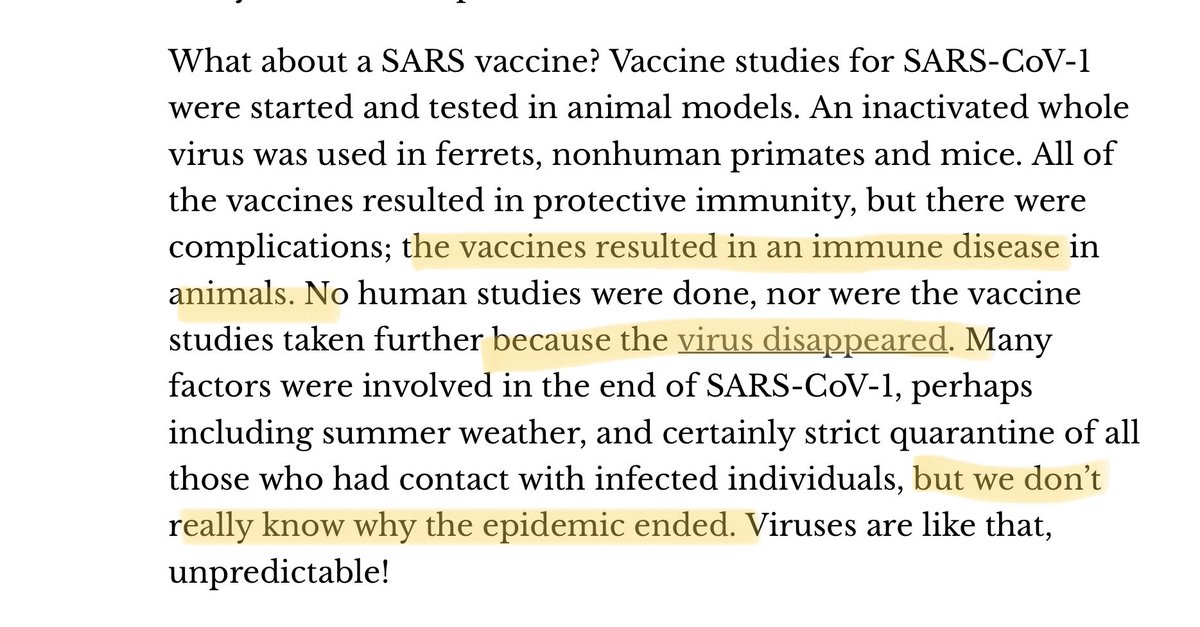 What about a SARS vaccine? Vaccine studies for SARS-CoV-1
were started and tested in animal models. An inactivated whole
virus was used in ferrets, nonhuman primates and mice. All of
the vaccines resulted in protective immunity, but there were
complications; the vaccines resulted in an immune disease in
animals. No human studies were done, nor were the vaccine
studies taken further because the virus disappeared. Many
factors were involved in the end of SARS-CoV-1, perhaps
including summer weather, and certainly strict quarantine of all
those who had contact with infected individuals, but we don’t
really know why the epidemic ended. Viruses are like that,
unpredictable!